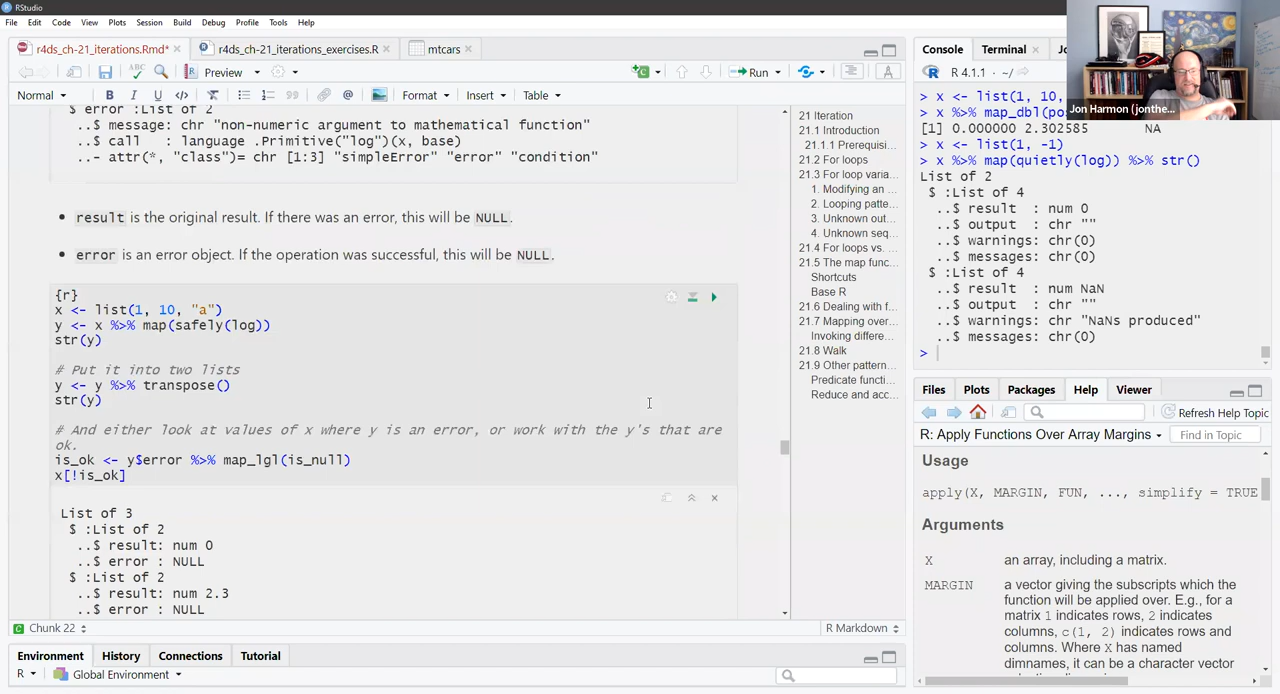 RStudio
File Edit Code View Plots Session Build Debug Profile Tools Help
r4ds_ch-21_iterations.Rmd* × r4ds_ch-21_iterations_exercises.R × mtcars ×
ABC Preview Run
Normal B I U </> @ Format Insert Table
$ error :List of 2
..$ message: chr "non-numeric argument to mathematical function"
..$ call : language .Primitive("log")(x, base)
..- attr(*, "class")= chr [1:3] "simpleError" "error" "condition"
• result is the original result. If there was an error, this will be NULL.
• error is an error object. If the operation was successful, this will be NULL.
{r}
x <- list(1, 10, "a")
y <- x %>% map(safely(log))
str(y)
# Put it into two lists
y <- y %>% transpose()
str(y)
# And either look at values of x where y is an error, or work with the y's that are
ok.
is_ok <- y$error %>% map_lgl(is_null)
x[!is_ok]
List of 3
$ :List of 2
..$ result: num 0
..$ error : NULL
$ :List of 2
..$ result: num 2.3
..$ error : NULL
C Chunk 22 R Markdown
21 Iteration
21.1 Introduction
21.1.1 Prerequisi...
21.2 For loops
21.3 For loop varia...
1. Modifying an ...
2. Looping patte...
3. Unknown out...
4. Unknown seq...
21.4 For loops vs. ...
21.5 The map func...
Shortcuts
Base R
21.6 Dealing with f...
21.7 Mapping over...
Invoking differe...
21.8 Walk
21.9 Other pattern...
Predicate functi...
Reduce and acc...
Environment History Connections Tutorial
R Global Environment
Console Terminal × Jo
R 4.1.1 · ~/
> x <- list(1, 10,
> x %>% map_dbl(po
[1] 0.000000 2.302585 NA
> x <- list(1, -1)
> x %>% map(quietly(log)) %>% str()
List of 2
$ :List of 4
..$ result : num 0
..$ output : chr ""
..$ warnings: chr(0)
..$ messages: chr(0)
$ :List of 4
..$ result : num NaN
..$ output : chr ""
..$ warnings: chr "NaNs produced"
..$ messages: chr(0)
>
Jon Harmon (jonthe...
Files Plots Packages Help Viewer
Refresh Help Topic
R: Apply Functions Over Array Margins Find in Topic
Usage
apply(X, MARGIN, FUN, ..., simplify = TRUE
Arguments
X an array, including a matrix.
MARGIN a vector giving the subscripts which the
function will be applied over. E.g., for a
matrix 1 indicates rows, 2 indicates
columns, c(1, 2) indicates rows and
columns. Where X has named
dimnames, it can be a character vector